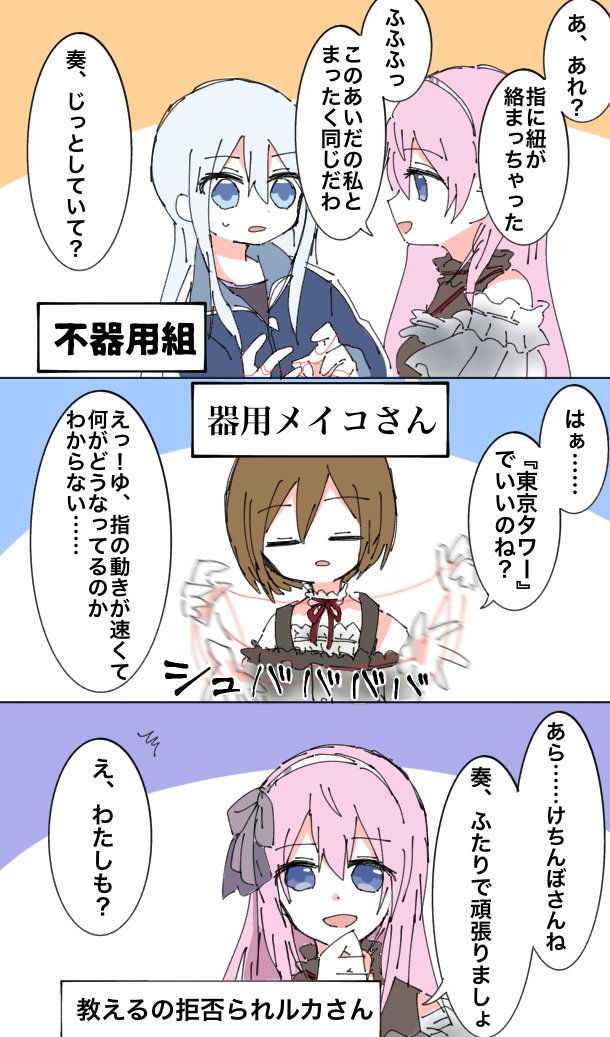 あ、あれ？
指に紐が
絡まっちゃった
ふふふっ
このあいだの私と
まったく同じだわ
奏、じっとしていて？
不器用組
器用メイコさん
はぁ……
『東京タワー』
でいいのね？
えっ！ゆ、指の動きが速くて
何がどうなってるのか
わからない……
シュババババ
あら……けちんぼさんね
奏、ふたりで頑張りましょ
え、わたしも？
教えるの拒否られルカさん